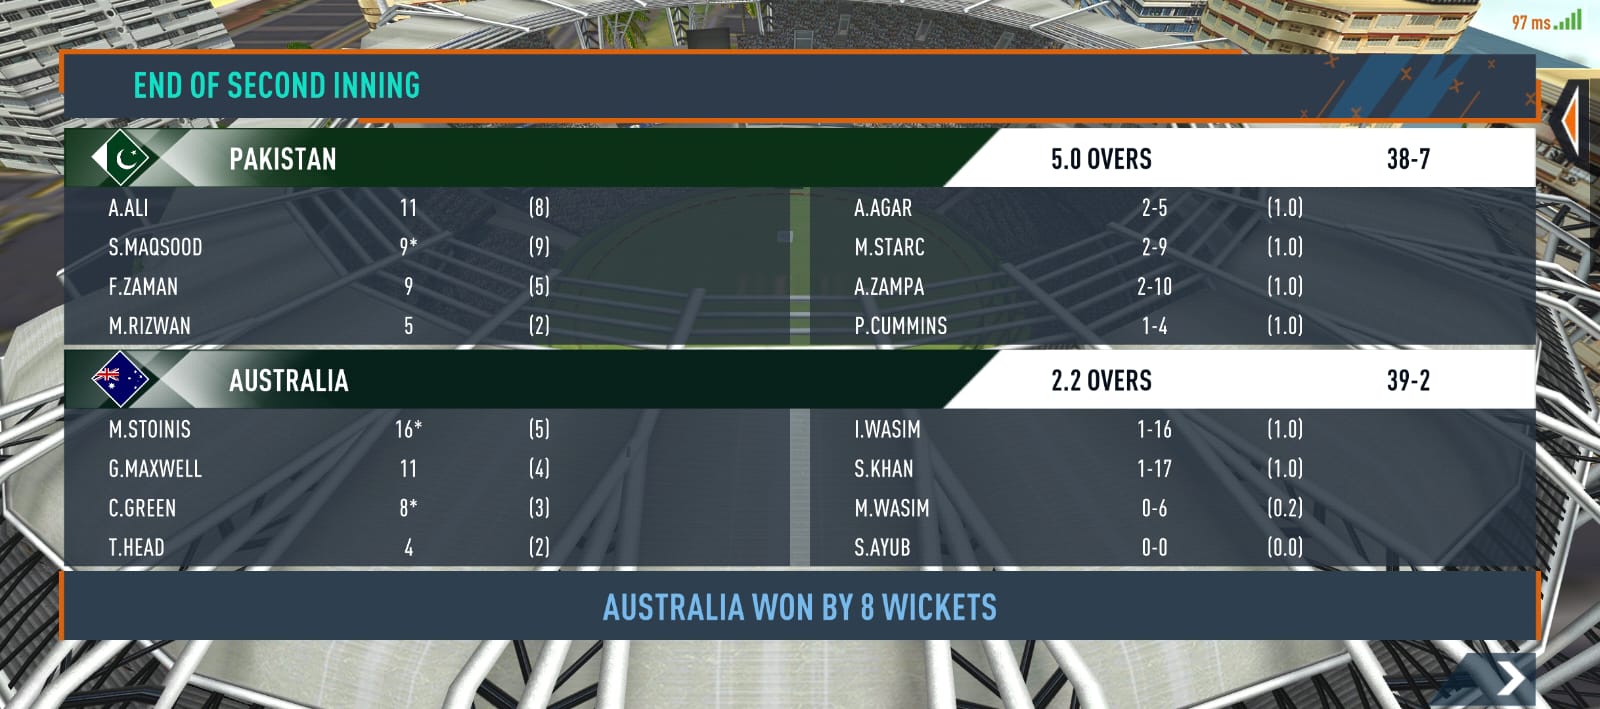 97 ms
END OF SECOND INNING
PAKISTAN 5.0 OVERS 38-7
A.ALI 11 (8) A.AGAR 2-5 (1.0)
S.MAQSOOD 9* (9) M.STARC 2-9 (1.0)
F.ZAMAN 9 (5) A.ZAMPA 2-10 (1.0)
M.RIZWAN 5 (2) P.CUMMINS 1-4 (1.0)
AUSTRALIA 2.2 OVERS 39-2
M.STOINIS 16* (5) I.WASIM 1-16 (1.0)
G.MAXWELL 11 (4) S.KHAN 1-17 (1.0)
C.GREEN 8* (3) M.WASIM 0-6 (0.2)
T.HEAD 4 (2) S.AYUB 0-0 (0.0)
AUSTRALIA WON BY 8 WICKETS